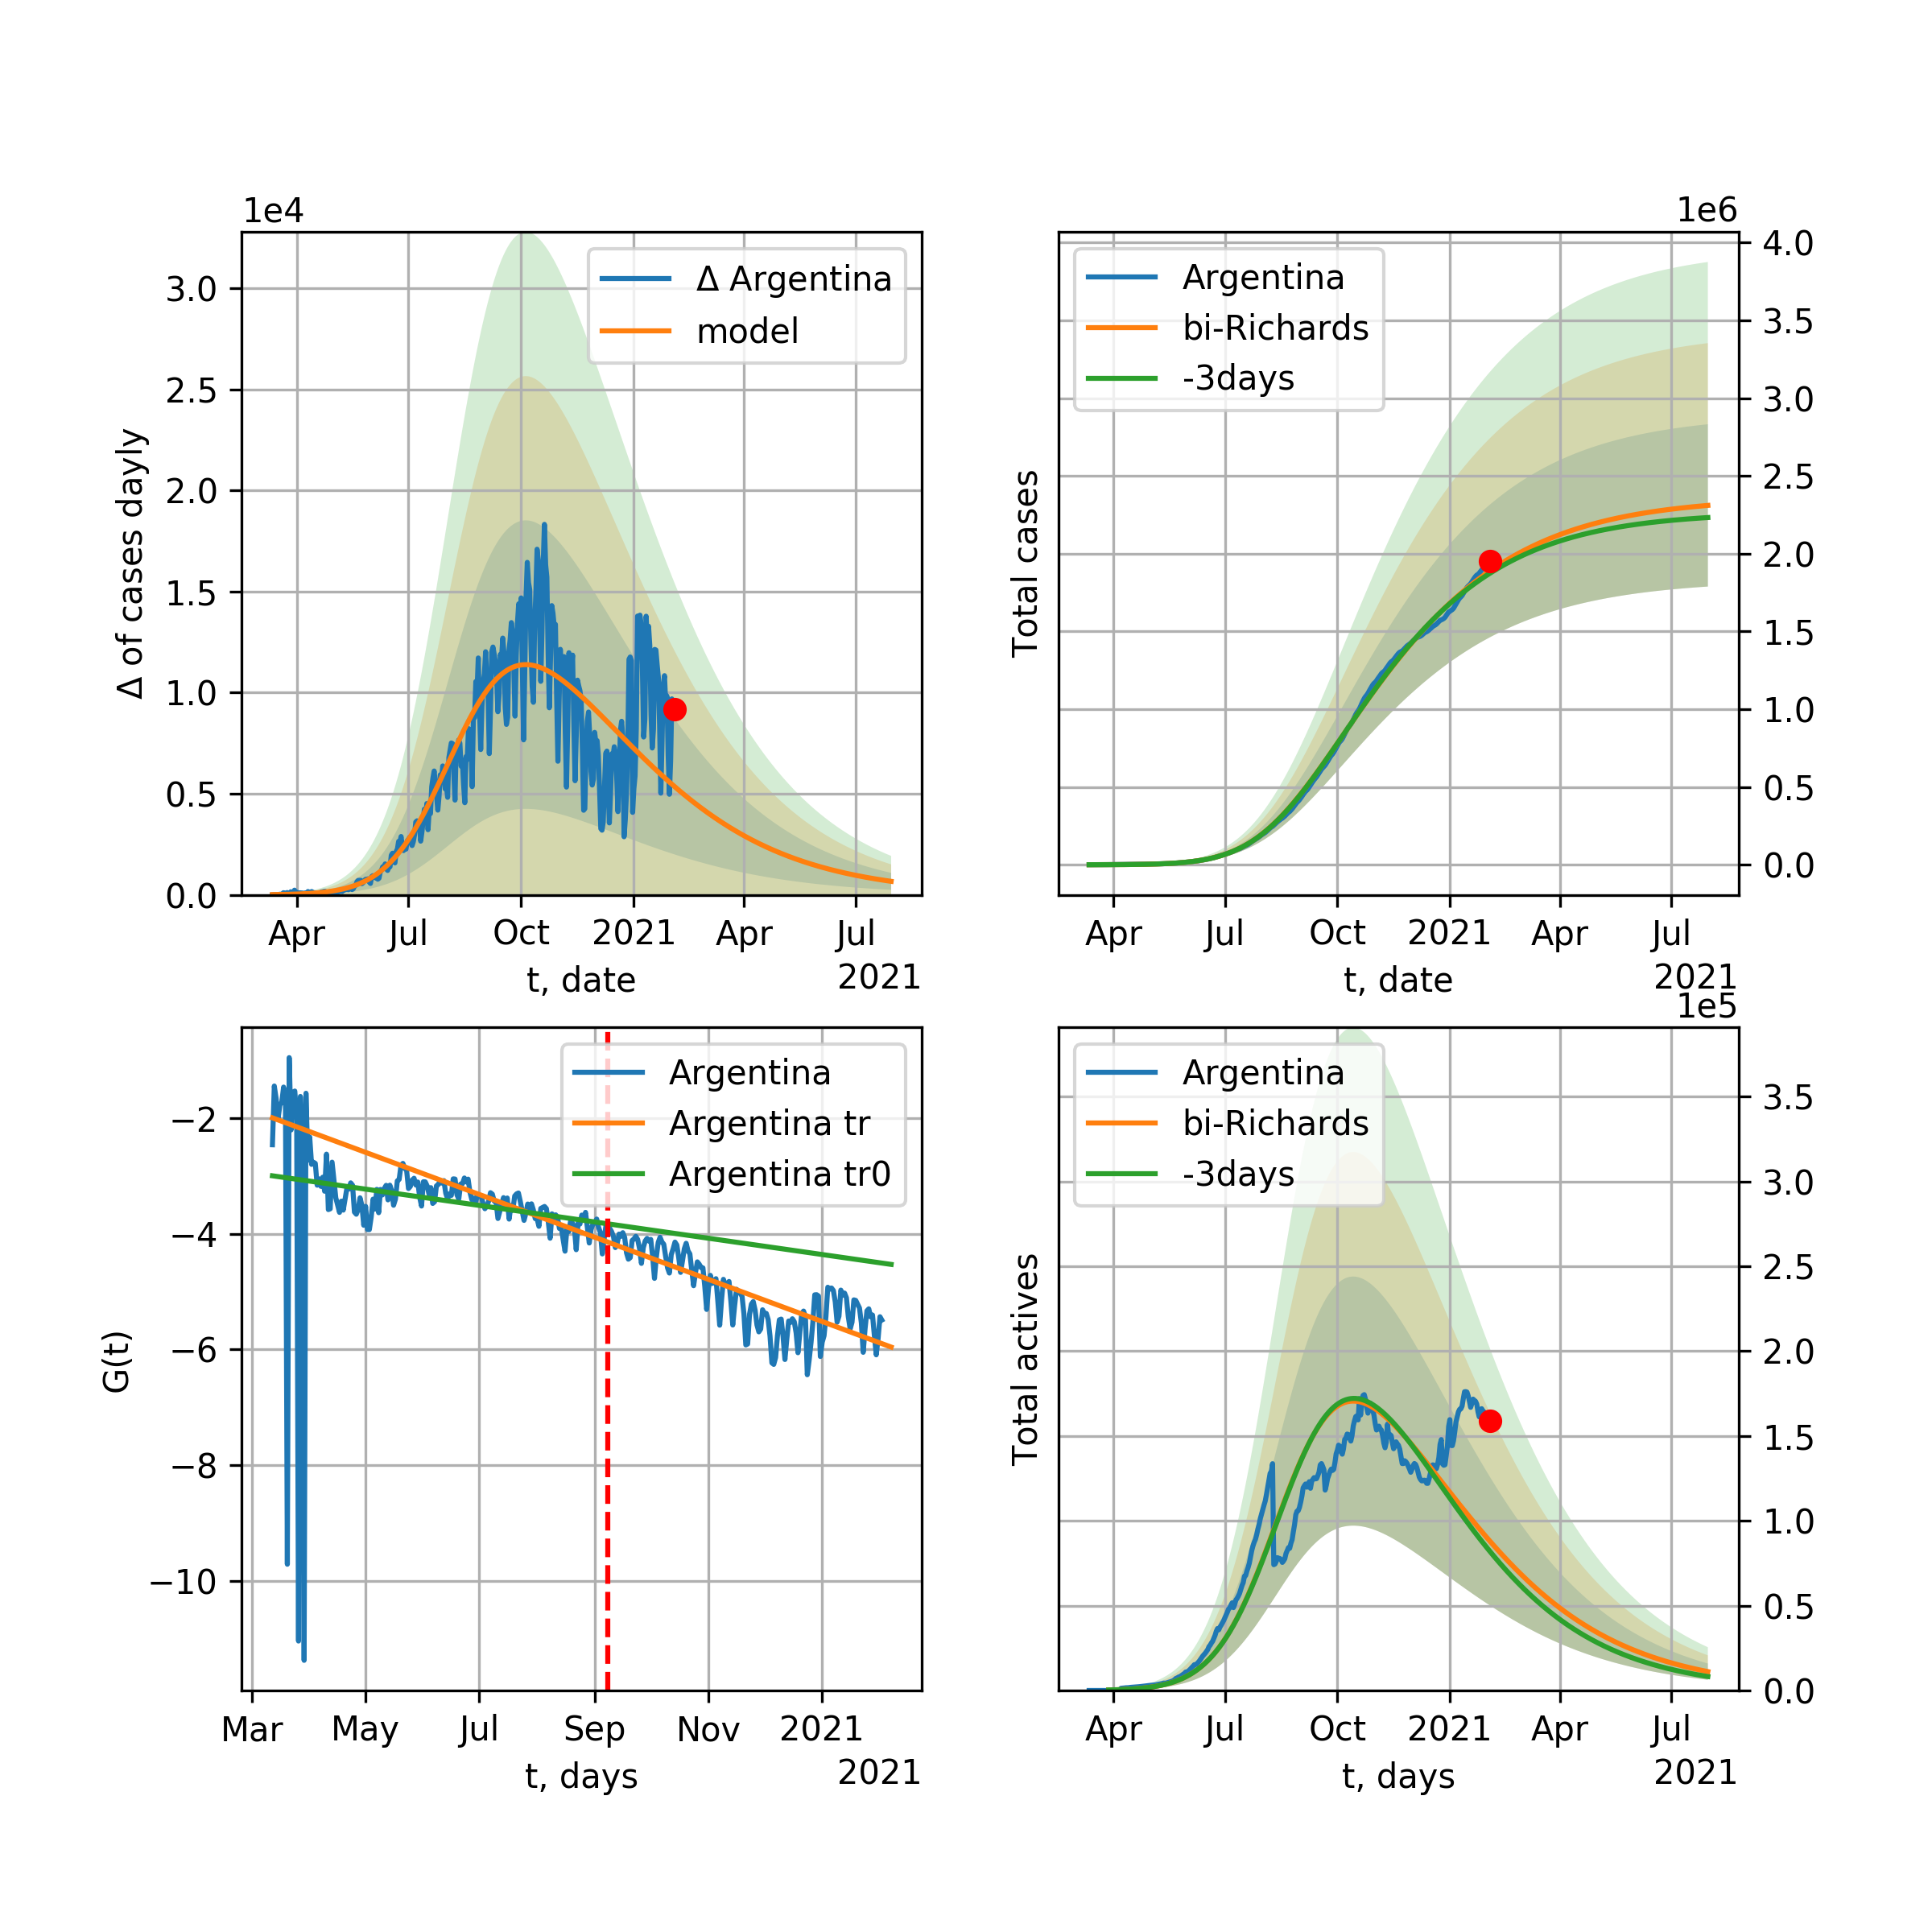 1e4
3.0
2.5
2.0
1.5
1.0
0.5
0.0
Δ of cases dayly
Δ Argentina
model
Apr Jul Oct 2021 Apr Jul
t, date
2021
1e6
4.0
3.5
3.0
2.5
2.0
1.5
1.0
0.5
0.0
Total cases
Argentina
bi-Richards
-3days
Apr Jul Oct 2021 Apr Jul
t, date
2021
−2
−4
−6
−8
−10
G(t)
Argentina
Argentina tr
Argentina tr0
Mar May Jul Sep Nov 2021
t, days
2021
1e5
3.5
3.0
2.5
2.0
1.5
1.0
0.5
0.0
Total actives
Argentina
bi-Richards
-3days
Apr Jul Oct 2021 Apr Jul
t, days
2021